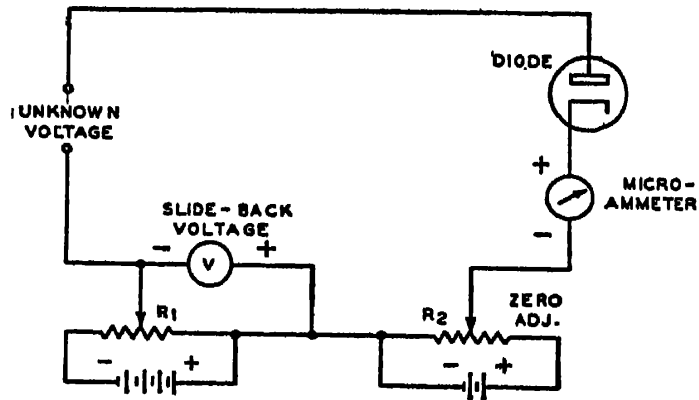 DIODE
UNKNOWN
VOLTAGE
+
MICRO-
AMMETER
−
SLIDE-BACK
VOLTAGE
− V +
R1
R2
ZERO
ADJ.
− +
− +